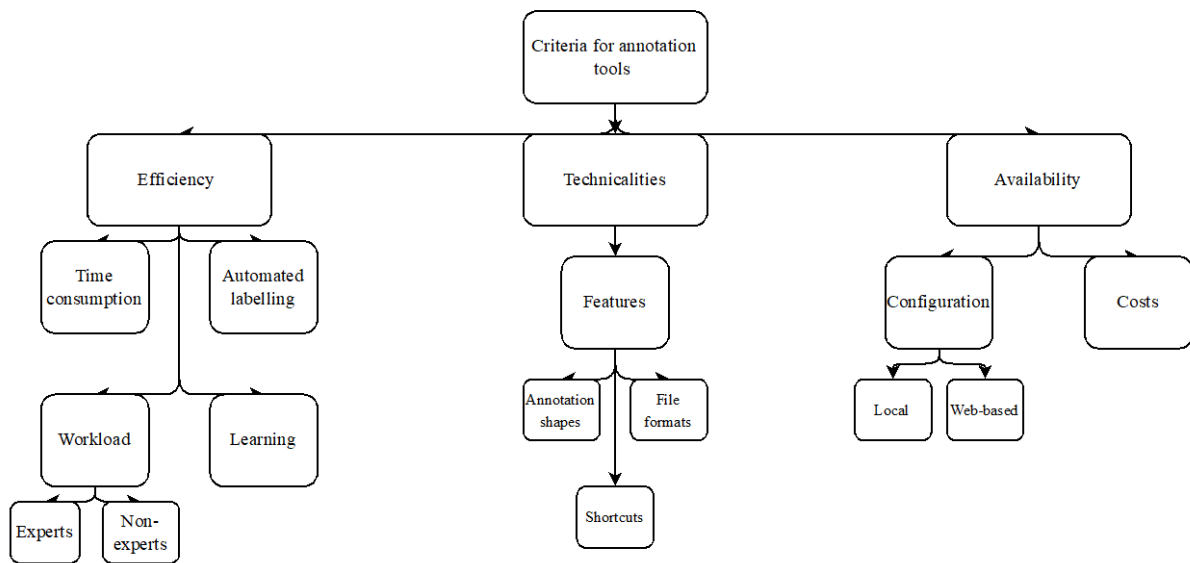 Criteria for annotation
tools
Efficiency
Technicalities
Availability
Time
consumption
Automated
labelling
Features
Configuration
Costs
Annotation
shapes
File
formats
Local
Web-based
Workload
Learning
Shortcuts
Experts
Non-
experts